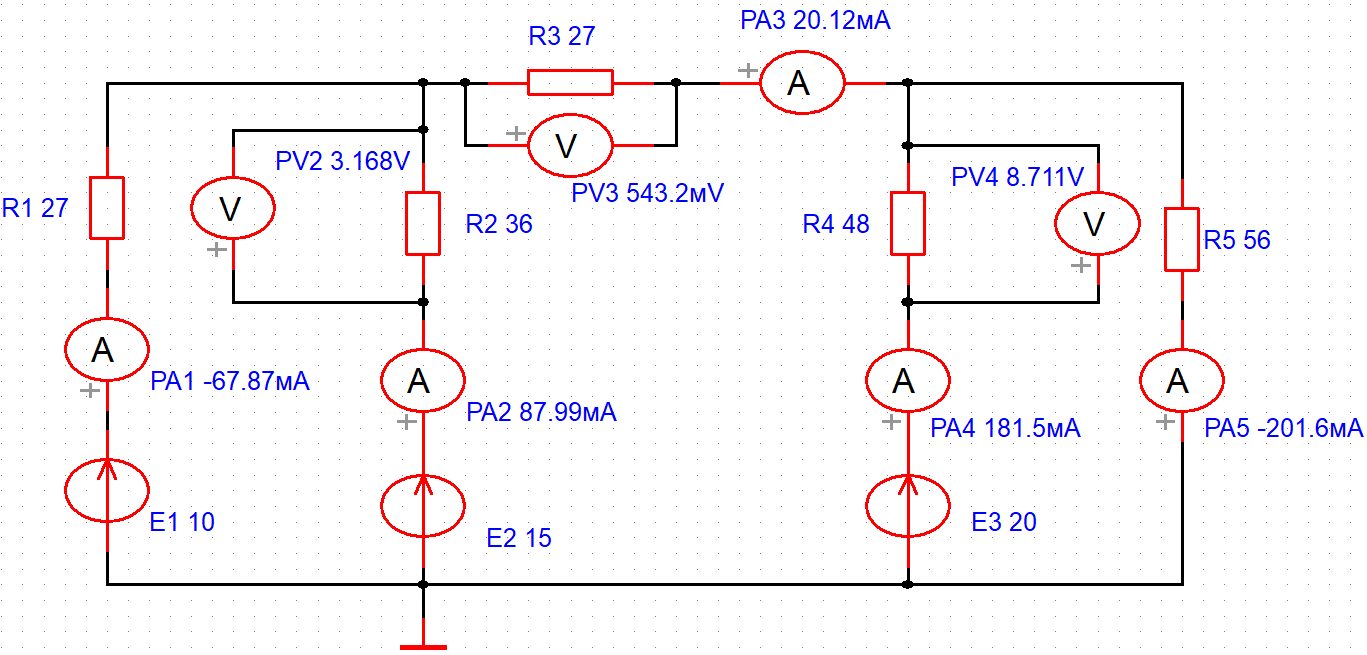 PA3 20.12мА
R3 27
A
V
PV2 3.168V
PV3 543.2мV
PV4 8.711V
R1 27
V
R2 36
R4 48
V
R5 56
A
PA1 -67.87мА
A
PA2 87.99мА
A
PA4 181.5мА
A
PA5 -201.6мА
E1 10
E2 15
E3 20